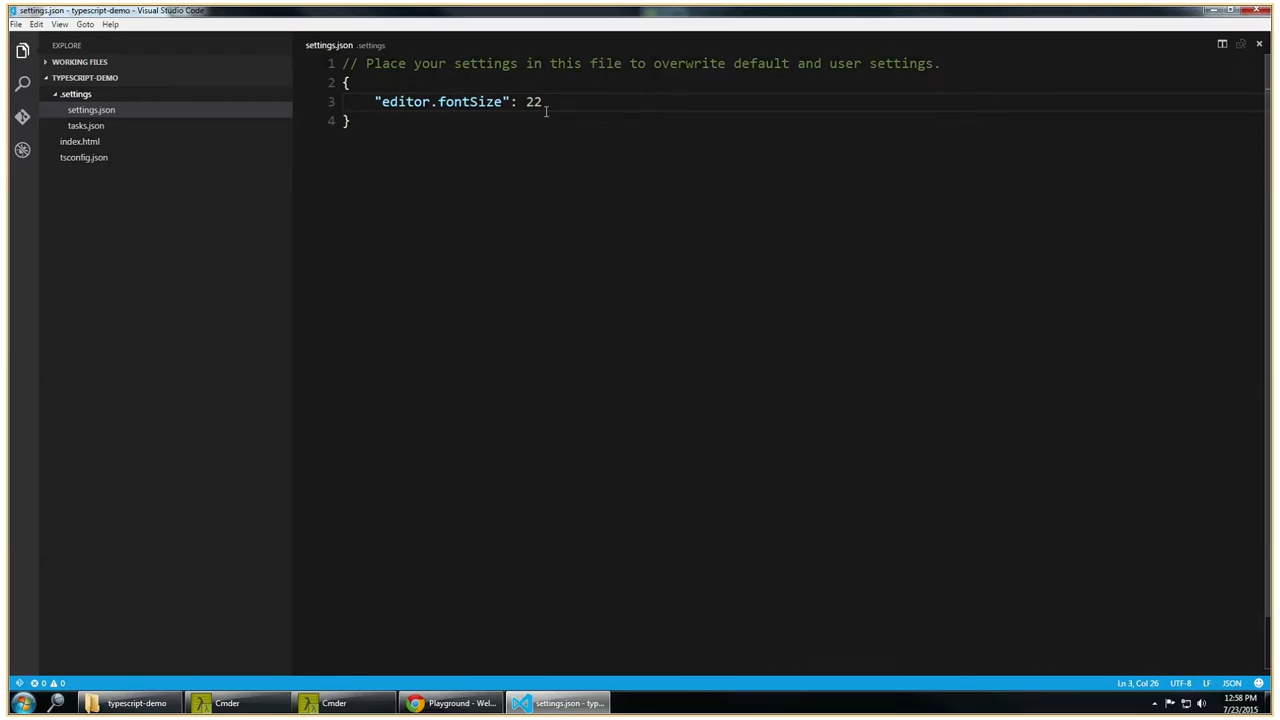 settings.json - typescript-demo - Visual Studio Code
File Edit View Goto Help
EXPLORE
WORKING FILES
TYPESCRIPT-DEMO
.settings
settings.json
tasks.json
index.html
tsconfig.json
settings.json .settings
1 // Place your settings in this file to overwrite default and user settings.
2 {
3 "editor.fontSize": 22
4 }
0 0
Ln 3, Col 26 UTF-8 LF JSON
typescript-demo
Cmder
Cmder
Playground - Wel...
settings.json - typ...
12:58 PM
7/23/2015